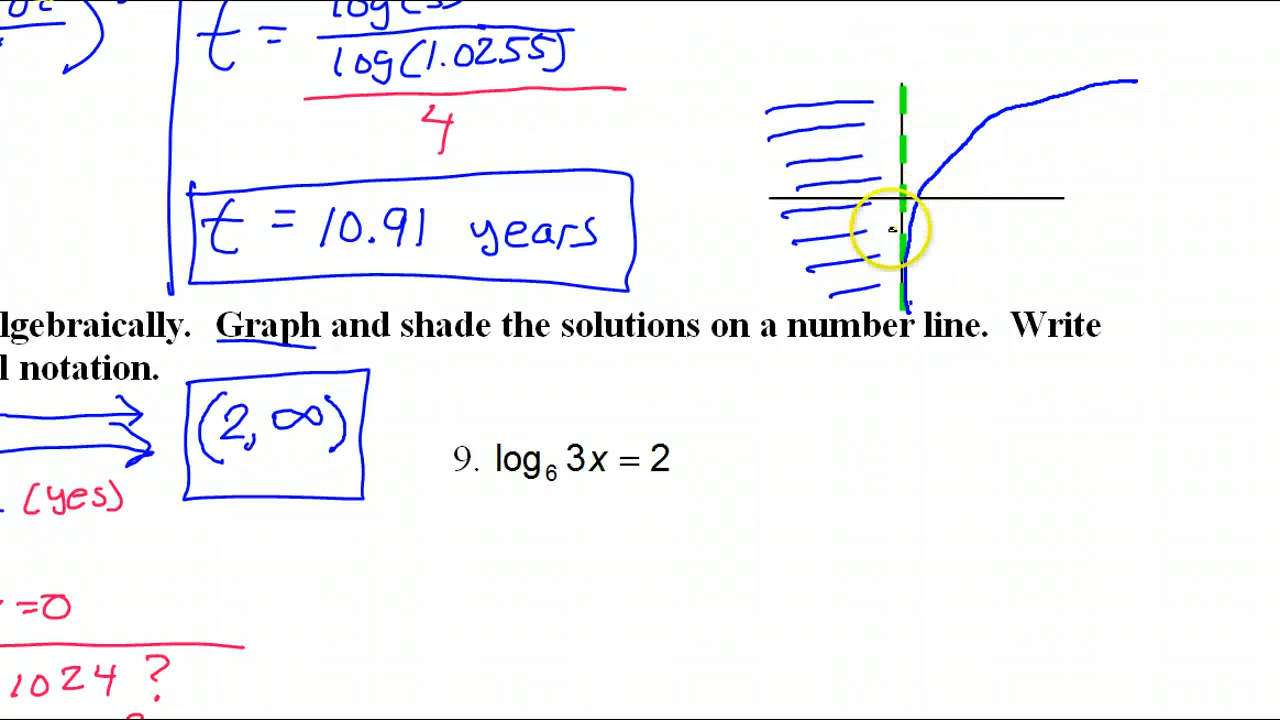 t =
log(1.0255)
4
t = 10.91 years
lgebraically. Graph and shade the solutions on a number line. Write
l notation.
(2, ∞)
9. log₆ 3x = 2
(yes)
=0
1024 ?